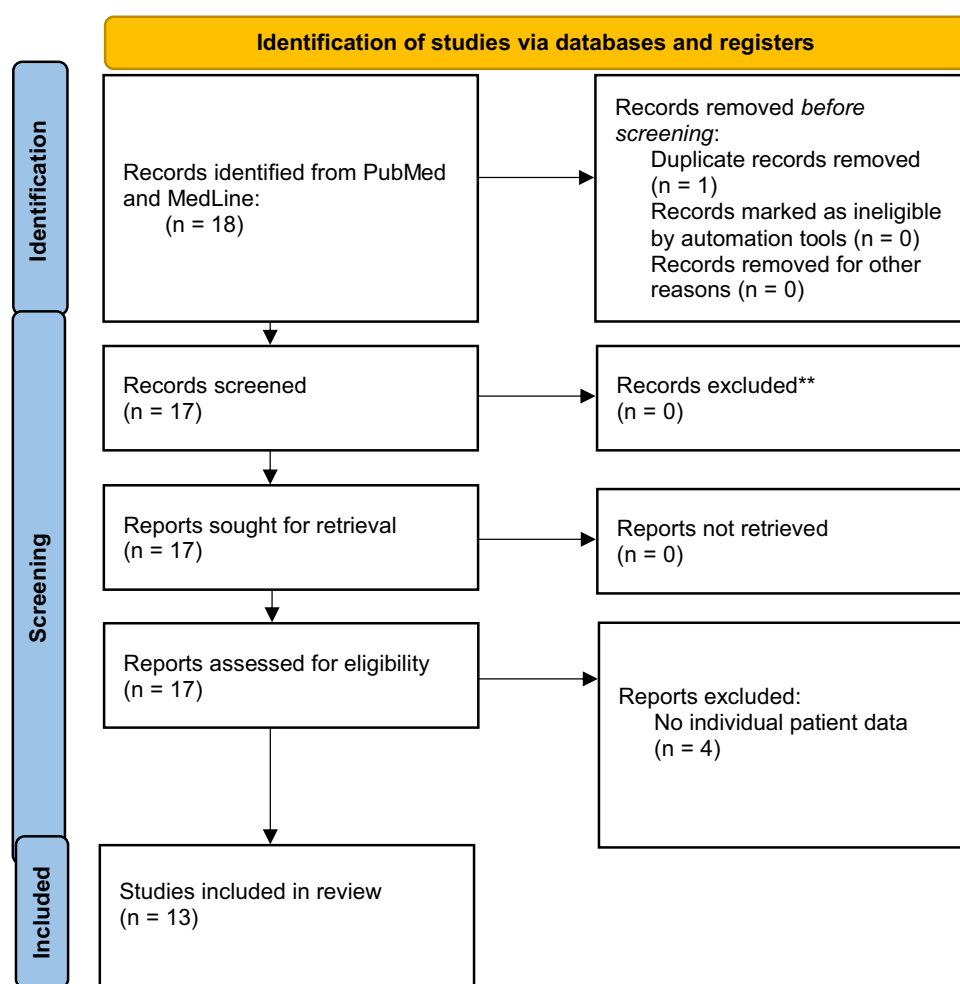 Identification of studies via databases and registers
Identification
Records identified from PubMed
and MedLine:
(n = 18)
Records removed before
screening:
Duplicate records removed
(n = 1)
Records marked as ineligible
by automation tools (n = 0)
Records removed for other
reasons (n = 0)
Screening
Records screened
(n = 17)
Records excluded**
(n = 0)
Reports sought for retrieval
(n = 17)
Reports not retrieved
(n = 0)
Reports assessed for eligibility
(n = 17)
Reports excluded:
No individual patient data
(n = 4)
Included
Studies included in review
(n = 13)